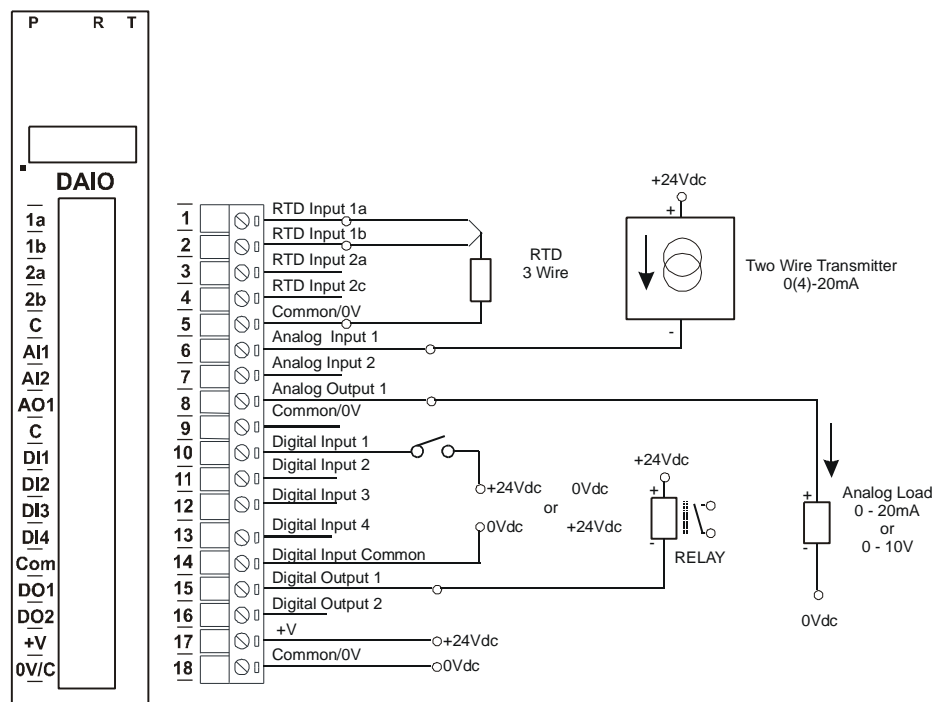 P R T
DAIO
1a
1b
2a
2b
C
AI1
AI2
AO1
C
DI1
DI2
DI3
DI4
Com
DO1
DO2
+V
0V/C
1 RTD Input 1a
2 RTD Input 1b
3 RTD Input 2a
4 RTD Input 2c
5 Common/0V
6 Analog Input 1
7 Analog Input 2
8 Analog Output 1
9 Common/0V
10 Digital Input 1
11 Digital Input 2
12 Digital Input 3
13 Digital Input 4
14 Digital Input Common
15 Digital Output 1
16 Digital Output 2
17 +V +24Vdc
18 Common/0V 0Vdc
RTD
3 Wire
+24Vdc
+
-
Two Wire Transmitter
0(4)-20mA
+24Vdc 0Vdc
or
0Vdc +24Vdc
+24Vdc
+
-
RELAY
+
-
Analog Load
0 - 20mA
or
0 - 10V
0Vdc